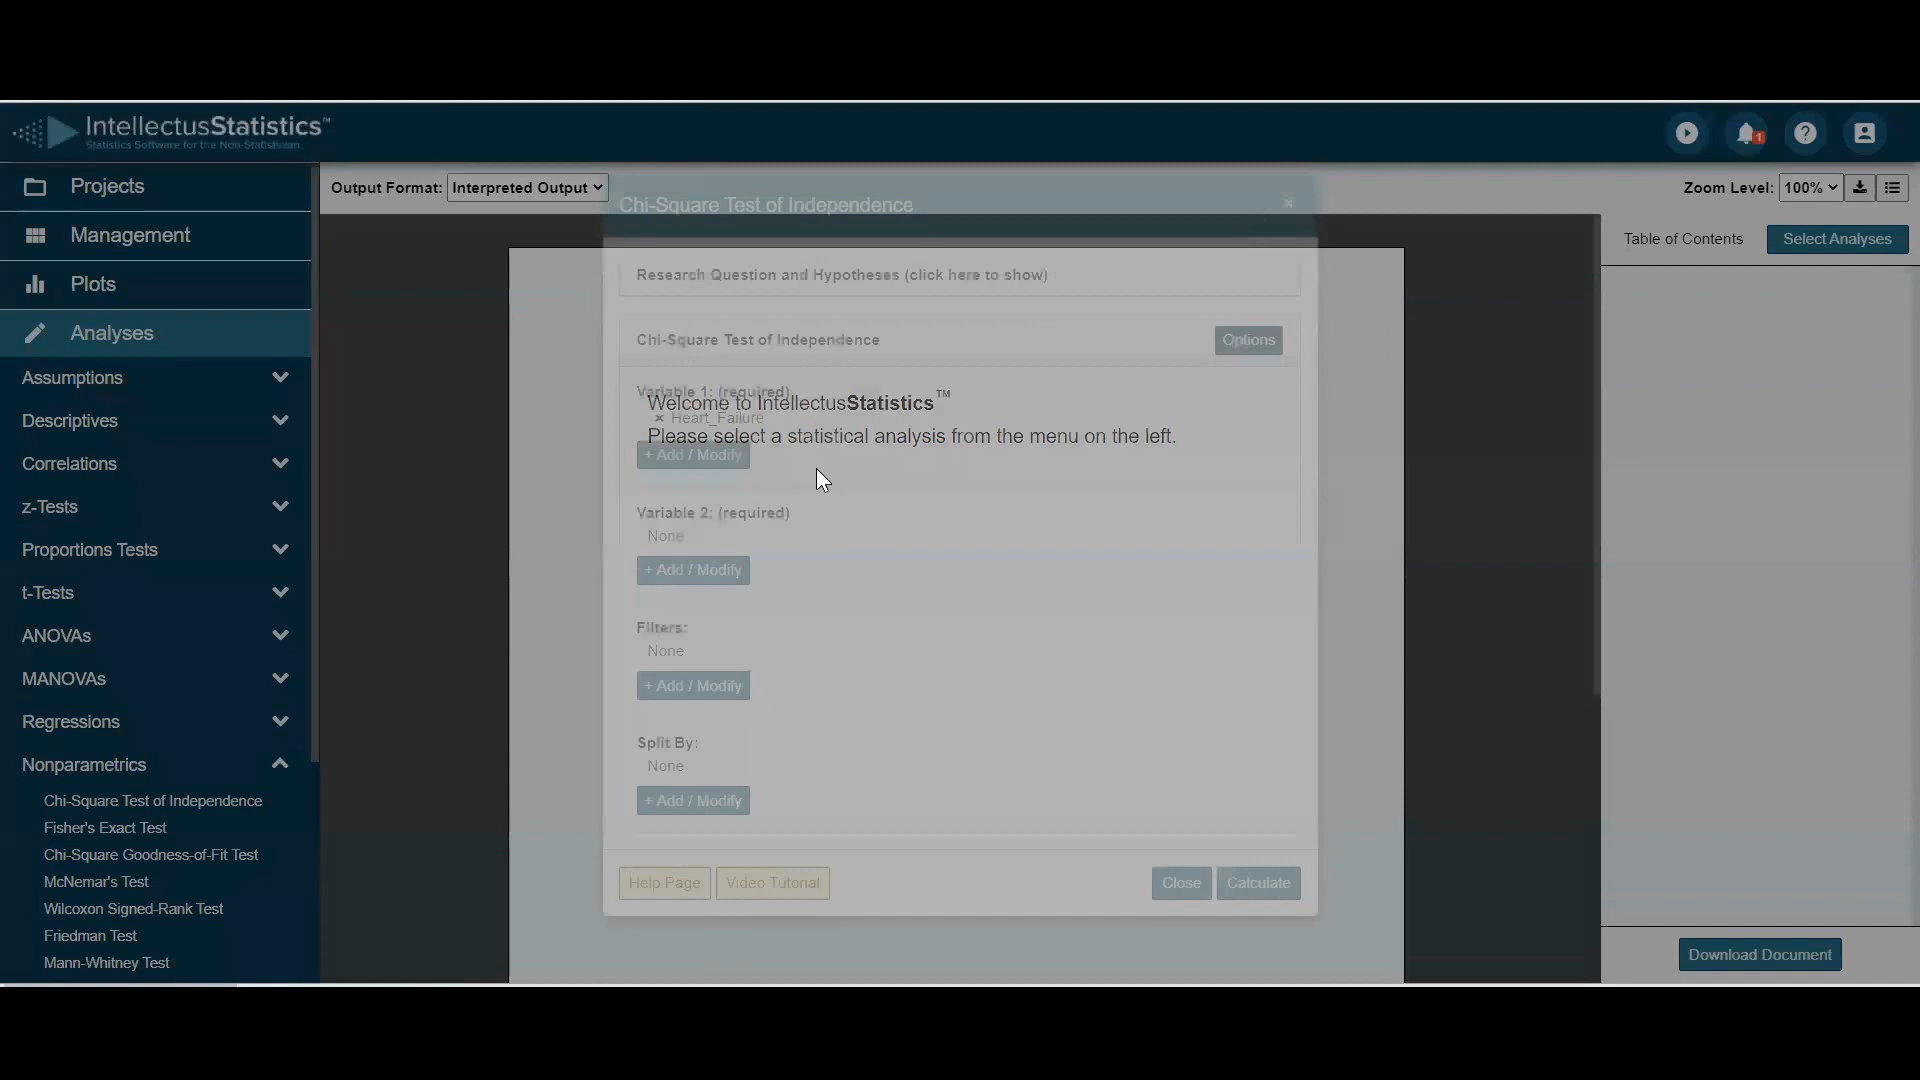 IntellectusStatistics™
Statistics Software for the Non-Statistician
1
Projects
Management
Plots
Analyses
Assumptions
Descriptives
Correlations
z-Tests
Proportions Tests
t-Tests
ANOVAs
MANOVAs
Regressions
Nonparametrics
Chi-Square Test of Independence
Fisher's Exact Test
Chi-Square Goodness-of-Fit Test
McNemar's Test
Wilcoxon Signed-Rank Test
Friedman Test
Mann-Whitney Test
Output Format: Interpreted Output
Zoom Level: 100%
Chi-Square Test of Independence ×
Research Question and Hypotheses (click here to show)
Chi-Square Test of Independence Options
Variable 1: (required)
Welcome to IntellectusStatistics™
× Heart_Failure
Please select a statistical analysis from the menu on the left.
+ Add / Modify
Variable 2: (required)
None
+ Add / Modify
Filters:
None
+ Add / Modify
Split By:
None
+ Add / Modify
Help Page Video Tutorial Close Calculate
Table of Contents Select Analyses
Download Document